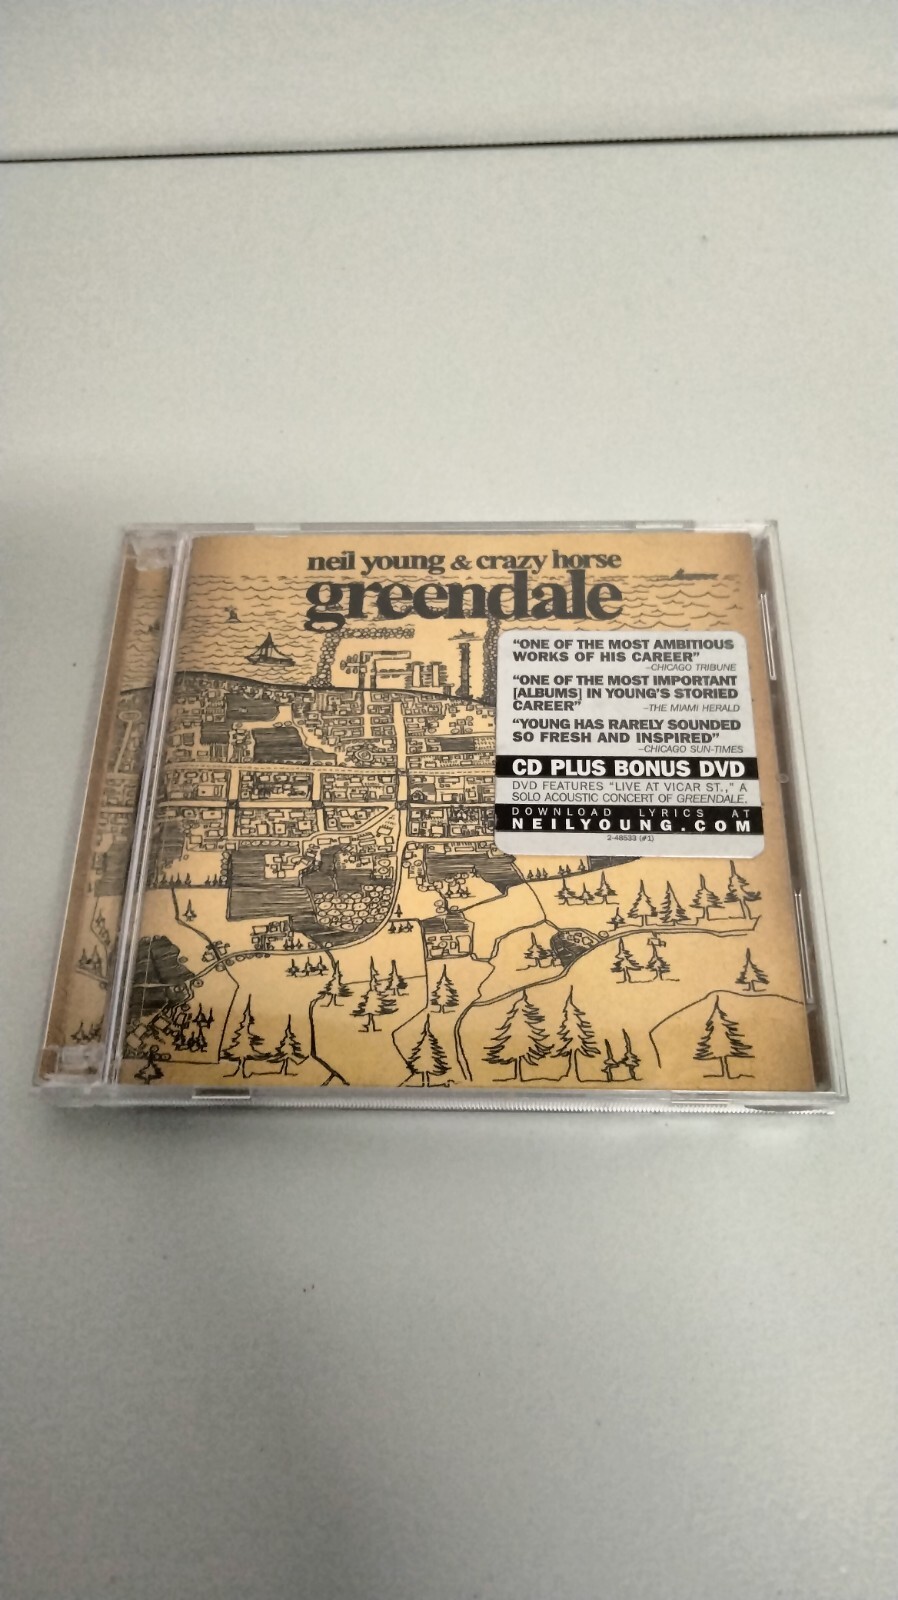 neil young & crazy horse
greendale
"ONE OF THE MOST AMBITIOUS
WORKS OF HIS CAREER"
–CHICAGO TRIBUNE
"ONE OF THE MOST IMPORTANT
[ALBUMS] IN YOUNG'S STORIED
CAREER"
–THE MIAMI HERALD
"YOUNG HAS RARELY SOUNDED
SO FRESH AND INSPIRED"
–CHICAGO SUN-TIMES
CD PLUS BONUS DVD
DVD FEATURES "LIVE AT VICAR ST.," A
SOLO ACOUSTIC CONCERT OF GREENDALE.
DOWNLOAD LYRICS AT
NEILYOUNG.COM
2-48533 (#1)